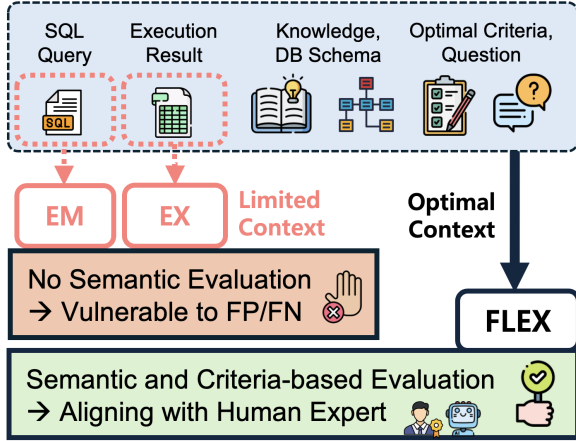 SQL Query
Execution Result
Knowledge, DB Schema
Optimal Criteria, Question
SQL
?
EM
EX
Limited Context
Optimal Context
No Semantic Evaluation
→ Vulnerable to FP/FN
FLEX
Semantic and Criteria-based Evaluation
→ Aligning with Human Expert